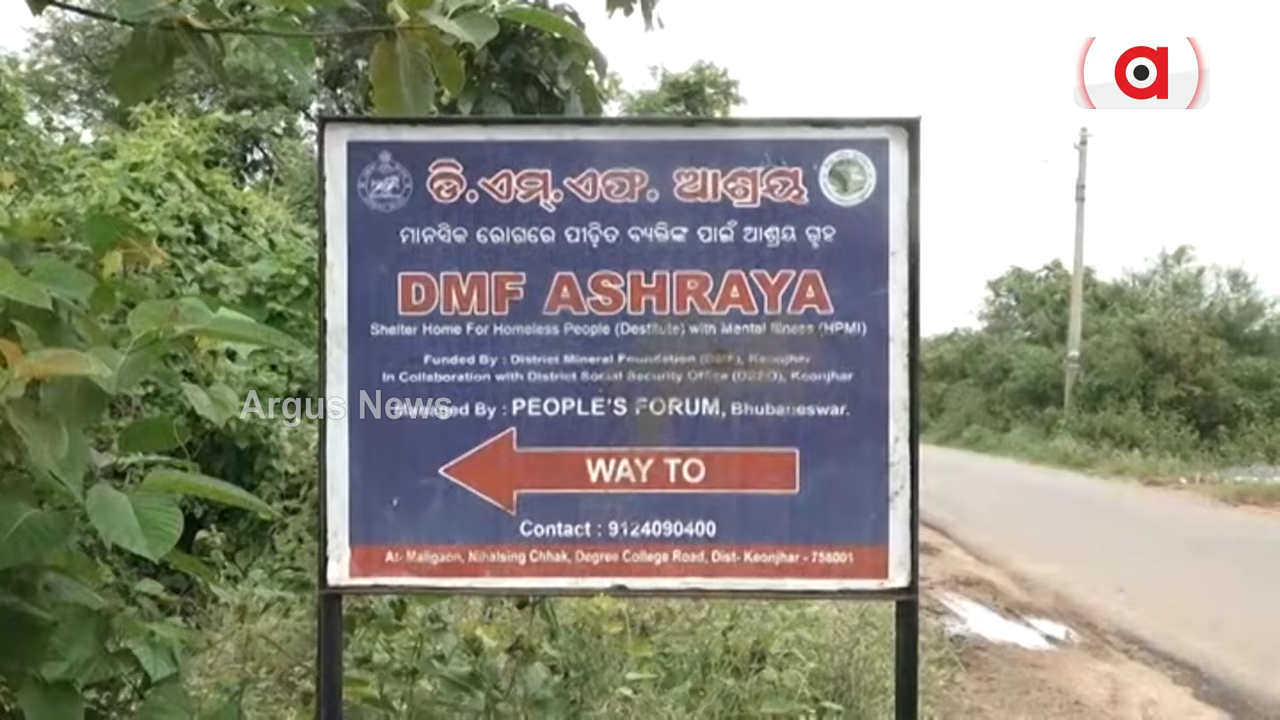 ଡି.ଏମ୍.ଏଫ. ଆଶ୍ରୟ
ମାନସିକ ରୋଗରେ ପୀଡ଼ିତ ବ୍ୟକ୍ତିଙ୍କ ପାଇଁ ଆଶ୍ରୟ ଗୃହ
DMF ASHRAYA
Shelter Home For Homeless People (Destitute) with Mental Illness (HPMI)
Funded By : District Mineral Foundation (DMF), Keonjhar
In Collaboration with District Social Security Office (DSSO), Keonjhar
Argus News
Managed By : PEOPLE'S FORUM, Bhubaneswar.
WAY TO
Contact : 9124090400
At- Maligaon, Nihalsing Chhak, Degree College Road, Dist- Keonjhar - 758001